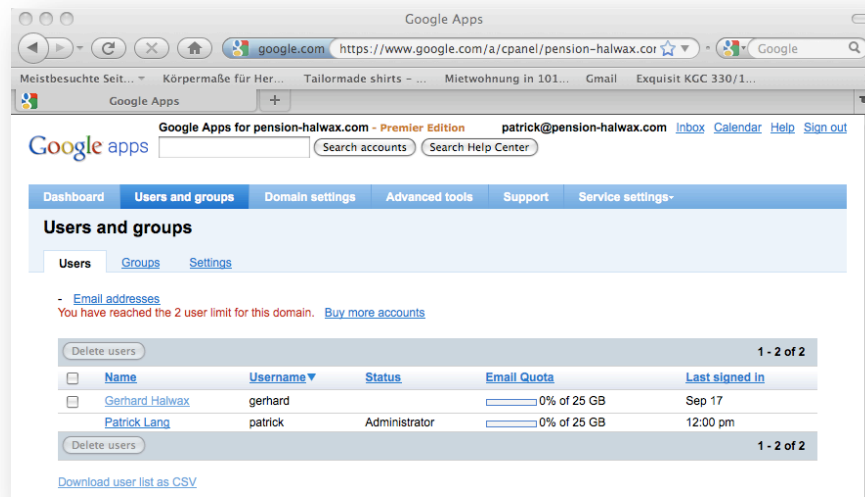 Google Apps
google.com https://www.google.com/a/cpanel/pension-halwax.cor Google
Meistbesuchte Seit... Körpermaße für Her... Tailormade shirts – ... Mietwohnung in 101... Gmail Exquisit KGC 330/1...
Google Apps +
Google Apps for pension-halwax.com - Premier Edition patrick@pension-halwax.com Inbox Calendar Help Sign out
Google apps Search accounts Search Help Center
Dashboard Users and groups Domain settings Advanced tools Support Service settings
Users and groups
Users Groups Settings
- Email addresses
You have reached the 2 user limit for this domain. Buy more accounts
Delete users 1 - 2 of 2
Name Username▼ Status Email Quota Last signed in
Gerhard Halwax gerhard 0% of 25 GB Sep 17
Patrick Lang patrick Administrator 0% of 25 GB 12:00 pm
Delete users 1 - 2 of 2
Download user list as CSV